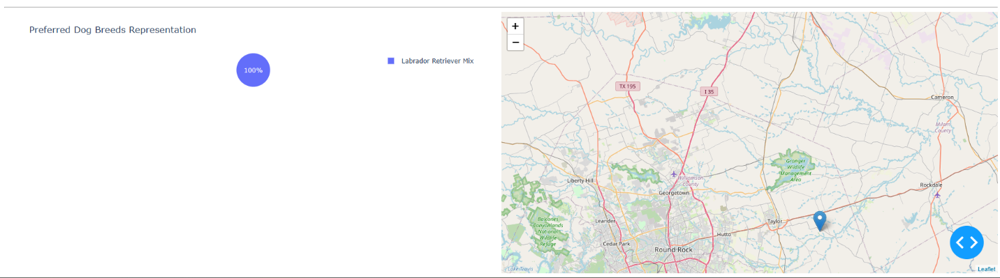 Preferred Dog Breeds Representation
100%
Labrador Retriever Mix
+
−
TX 195
I 35
Cameron
Milam
County
Granger
Wildlife
Management
Area
Williamson
County
Liberty Hill
Georgetown
Rockdale
Balcones
Canyonlands
National
Wildlife
Refuge
Leander
Taylor
Hutto
Cedar Park
Round Rock
Lake Travis
Leaflet